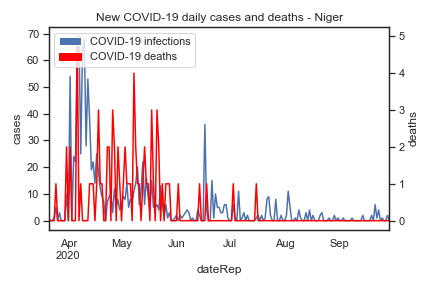 New COVID-19 daily cases and deaths - Niger
COVID-19 infections
COVID-19 deaths
cases
70
60
50
40
30
20
10
0
deaths
5
4
3
2
1
0
Apr May Jun Jul Aug Sep
2020
dateRep